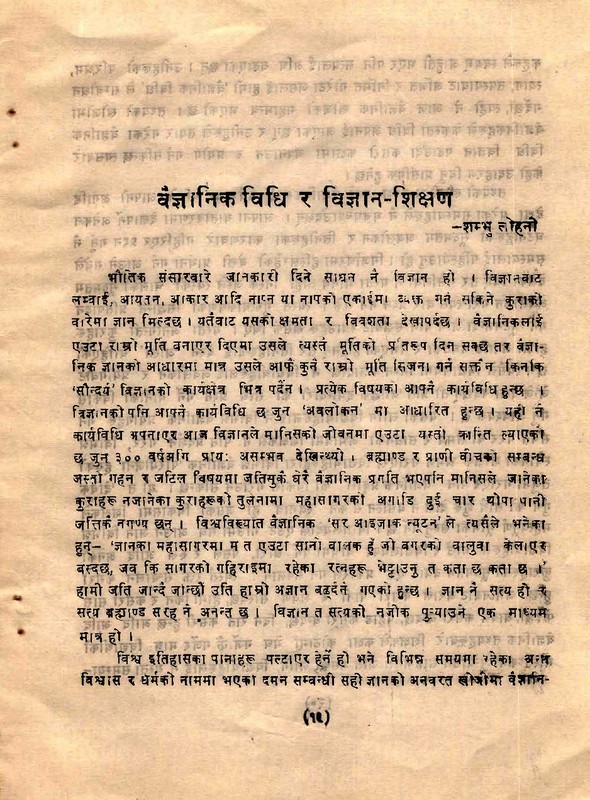 वैज्ञानिक विधि र विज्ञान-शिक्षण
—शम्भु लोहनी
भौतिक संसारबारे जानकारी दिने साधन नै विज्ञान हो । विज्ञानवाट
लम्वाई, आयतन, आकार आदि नाप्न या नापको एकाईमा व्यक्त गर्न सकिने कुराको
वारेमा ज्ञान मिल्दछ । यतैवाट यसको क्षमता र विवशता देखापर्दछ । वैज्ञानिकलाई
एउटा राम्रो मूर्ति बनाएर दिएमा उसले त्यस्तै मूर्तिको प्रतिरूप दिन सक्छ तर वैज्ञा-
निक ज्ञानको आधारमा मात्र उसले आफै कुनै राम्रो मूर्ति सिजना गर्न सक्तैन किनकि
‘सौन्दर्य’ विज्ञानको कार्यक्षेत्र भित्र पर्दैन । प्रत्येक विषयको आफ्नै कार्यविधि हुन्छ ।
विज्ञानको पनि आफ्नै कार्यविधि छ जुन ‘अवलोकन’ मा आधारित हुन्छ । यही नै
कार्यविधि अपनाएर आज विज्ञानले मानिसको जोवनमा एउटा यस्तो क्रान्ति ल्याएको
छ जुन ३०० वर्षअगि प्राय: असम्भव देखिन्थ्यो । ब्रह्माण्ड र प्राणी वीचको सम्वन्ध
जस्तो गहन र जटिल विषयमा जतिसुकै धेरै वैज्ञानिक प्रगति भएपनि मानिसले जानेका
कुराहरू नजानेका कुराहरूको तुलनामा महासागरको अगाडि दुई चार थोपा पानी
जत्तिकै नगण्य छन् । विश्वविख्यात वैज्ञानिक ‘सर आइज़ाक न्यूटन’ ले त्यसैले भनेका
हुन्— ‘ज्ञानका महासागरमा म त एउटा सानो वालक हुँ जो बगरको वालुवा केलाएर
बस्दछ, जव कि सागरको गहिराइमा रहेका रत्नहरू भेट्टाउनु त कता छ कता छ ।’
हामी जति जान्दै जान्छौं उति हाम्रो अज्ञान बढ्दैतै गएको हुन्छ । ज्ञान नै सत्य हो र
सत्य ब्रह्माण्ड सरह नै अनन्त छ । विज्ञान त सत्यको नजीक पुर्‍याउने एक माध्यम
मात्र हो ।
विश्व इतिहासका पानाहरू पल्टाएर हेर्ने हो भने विभिन्न समयमा रहेका अन्ध
विश्वास र धर्मको नाममा भएका दमन सम्वन्धी सही ज्ञानको अनवरत खोजीमा वैज्ञानि-
(१६)